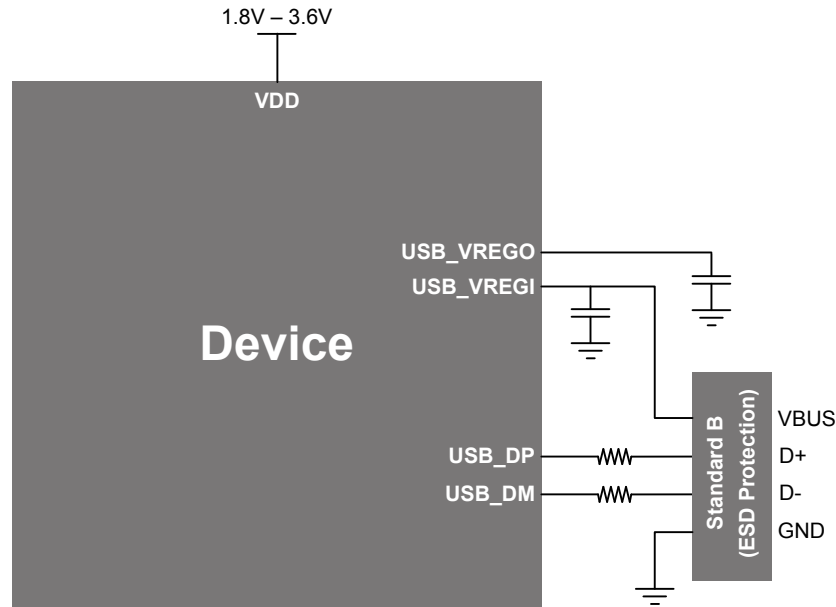 1.8V – 3.6V
VDD
USB_VREGO
USB_VREGI
Device
USB_DP
USB_DM
Standard B
(ESD Protection)
VBUS
D+
D-
GND